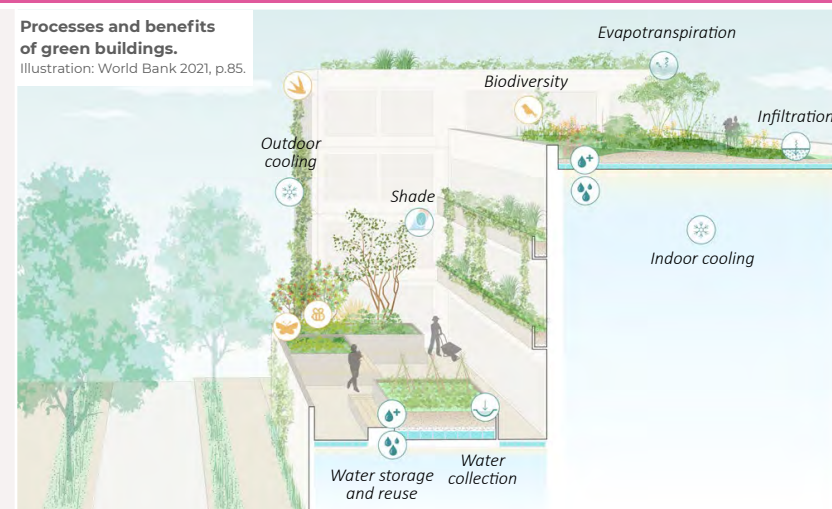 Processes and benefits
of green buildings.
Illustration: World Bank 2021, p.85.
Evapotranspiration
Biodiversity
Infiltration
Outdoor
cooling
Shade
Indoor cooling
Water storage
and reuse
Water
collection